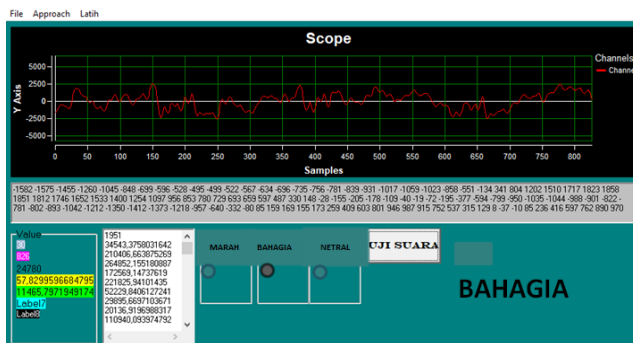 File Approach Latih
Scope
Channels
Channe
Y Axis
5000
2500
0
-2500
-5000
0 50 100 150 200 250 300 350 400 450 500 550 600 650 700 750 800
Samples
-1582 -1575 -1455 -1260 -1045 -848 -699 -596 -528 -495 -499 -522 -567 -634 -696 -735 -756 -781 -839 -931 -1017 -1059 -1023 -858 -551 -134 341 804 1202 1510 1717 1823 1858
1851 1812 1746 1652 1533 1400 1254 1097 956 853 780 729 693 659 597 487 330 148 -28 -155 -205 -178 -109 -40 -19 -72 -195 -377 -594 -799 -950 -1035 -1044 -988 -901 -822 -
781 -802 -893 -1042 -1212 -1350 -1412 -1373 -1218 -957 -640 -332 -80 85 159 169 155 173 259 409 603 801 946 987 915 752 537 315 129 8 -37 -10 85 236 416 597 762 890 970
Value
30
826
24780
57,8299596684795
11465,7971949174
Label7
Label8
1951
34543,3758031642
210406,663875269
264852,155180887
172569,14737619
221825,94101435
52229,8406127241
29895,6697103671
20136,9196988317
110940,093974792
MARAH BAHAGIA NETRAL
UJI SUARA
BAHAGIA